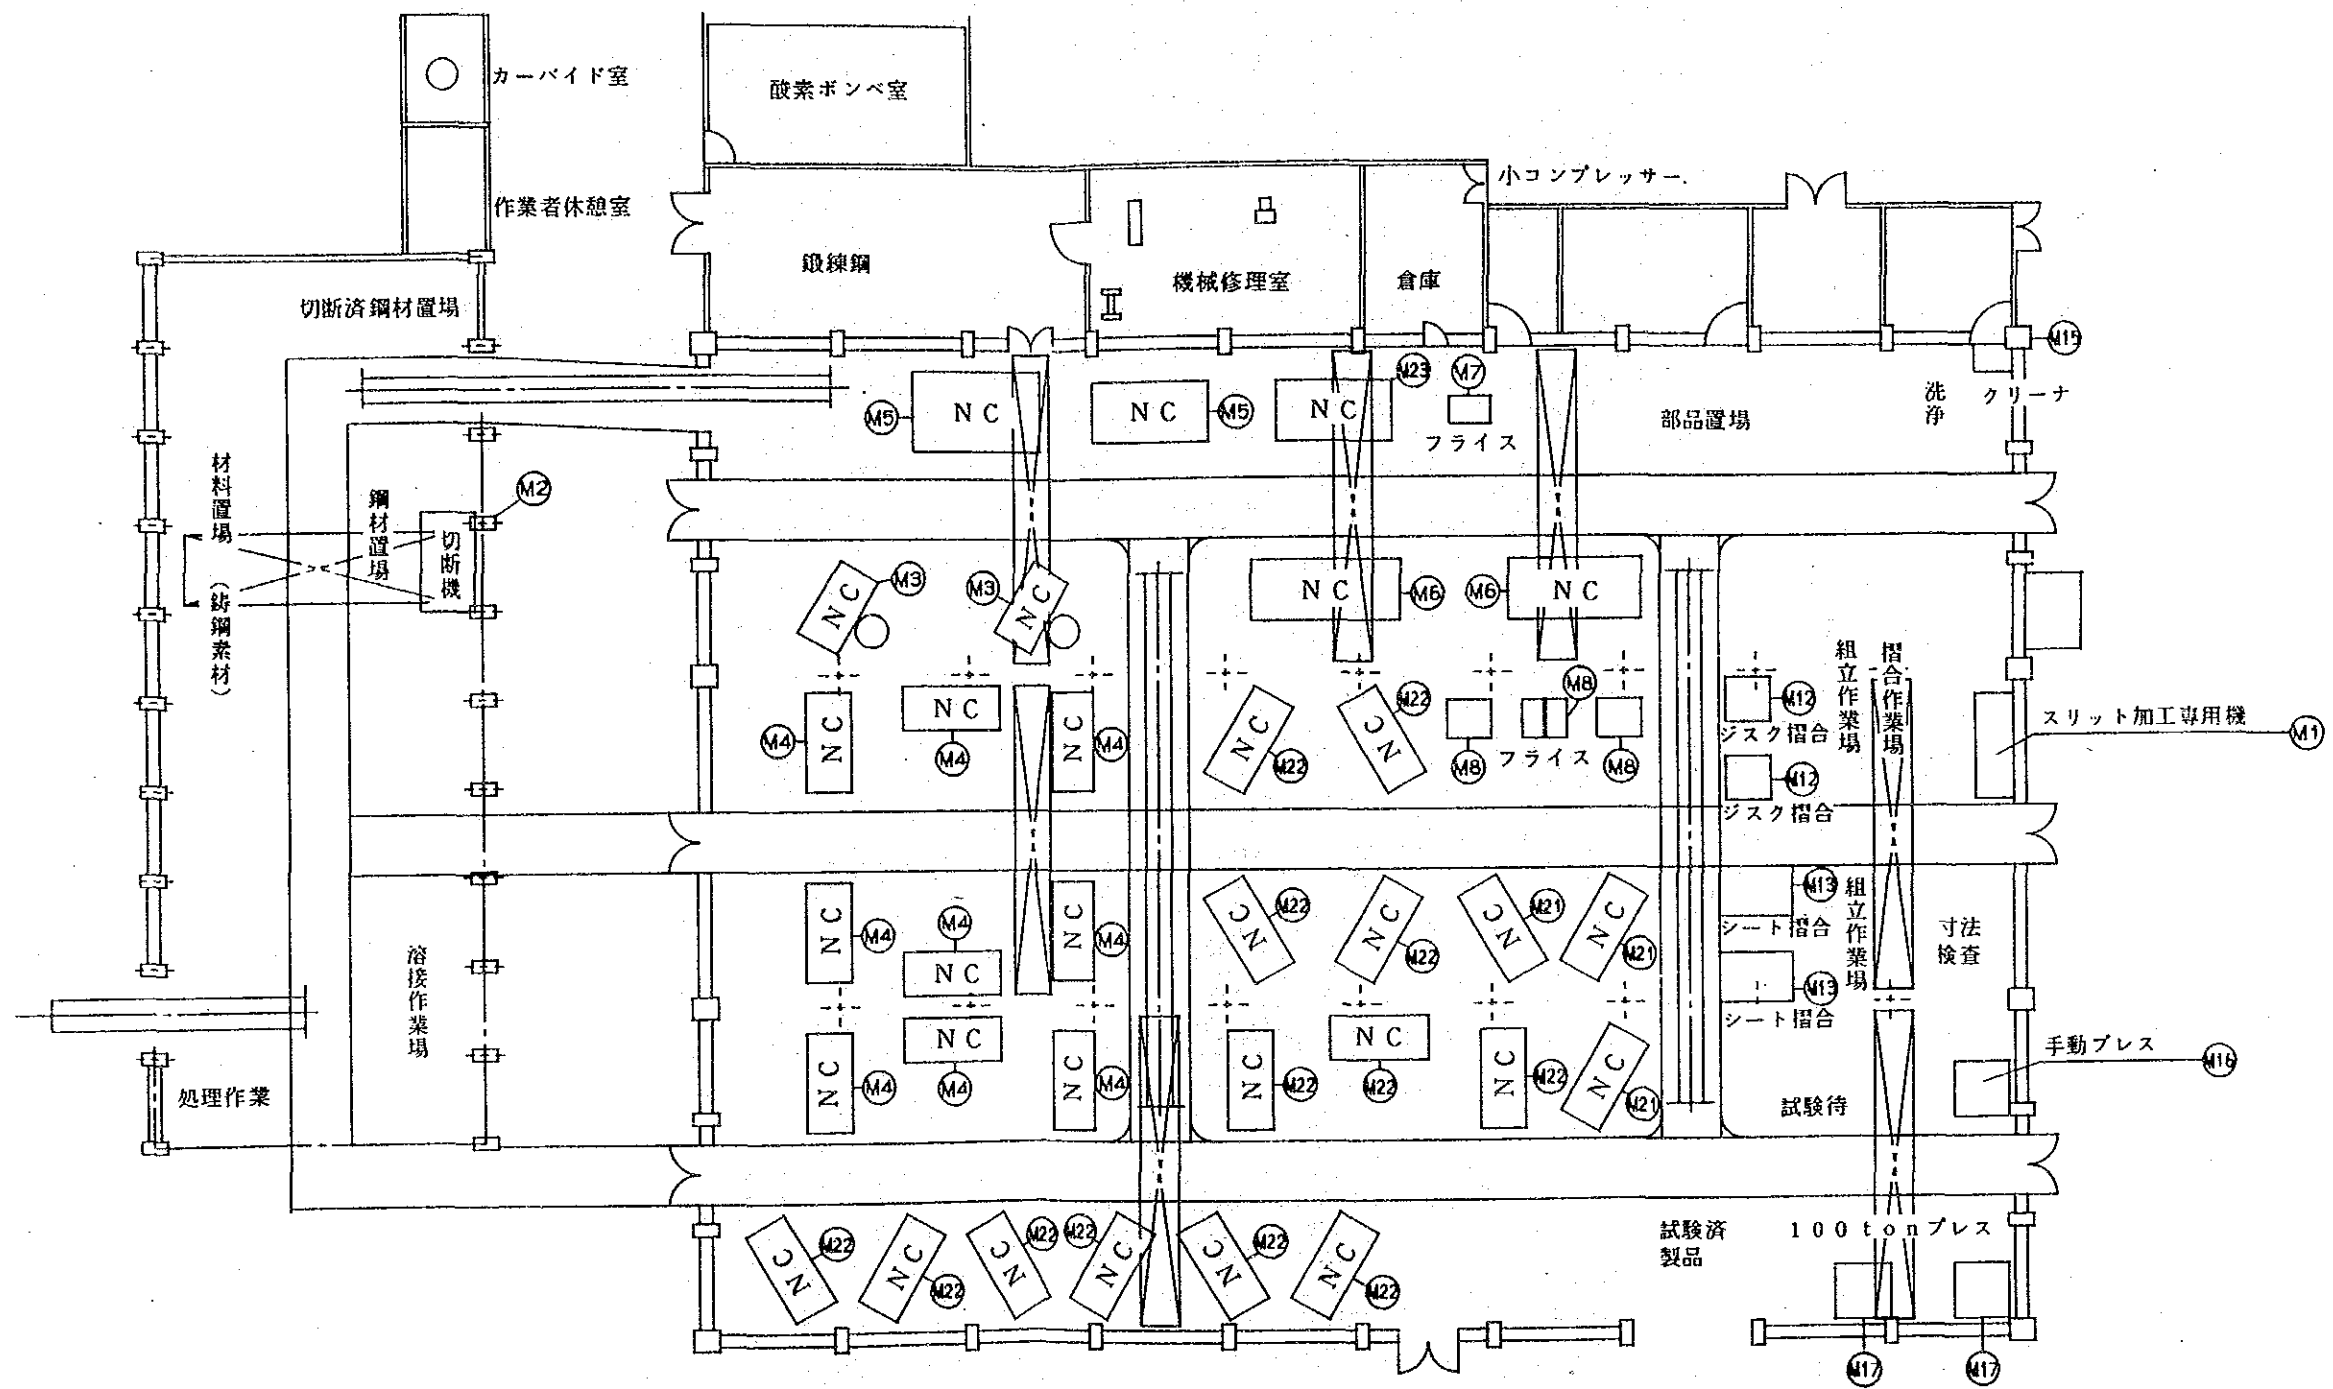 カーバイド室
酸素ボンベ室
小コンプレッサー
作業者休憩室
鍛練鋼
機械修理室
倉庫
切断済鋼材置場
M15
M23
M7
洗浄
クリーナ
M5
NC
NC
M5
NC
フライス
部品置場
材料置場
(鋳鋼素材)
鋼材置場
切断機
M2
NC
M3
M3
NC
NC
M6
M6
NC
組立作業場
摺合作業場
M4
NC
NC
M4
NC
M4
NC
M22
NC
M22
M8
M8
フライス
M8
M12
ジスク摺合
M12
ジスク摺合
スリット加工専用機
M1
溶接作業場
NC
M4
M4
NC
NC
M4
NC
M22
NC
M22
NC
M21
NC
M21
M13
シート摺合
M13
シート摺合
組立作業場
寸法
検査
処理作業
NC
M4
NC
M4
NC
M4
NC
M22
NC
M22
NC
M22
NC
M21
試験待
手動プレス
M16
NC
M22
NC
M22
NC
M22
M22
NC
NC
M22
NC
M22
試験済
製品
100tonプレス
M17
M17